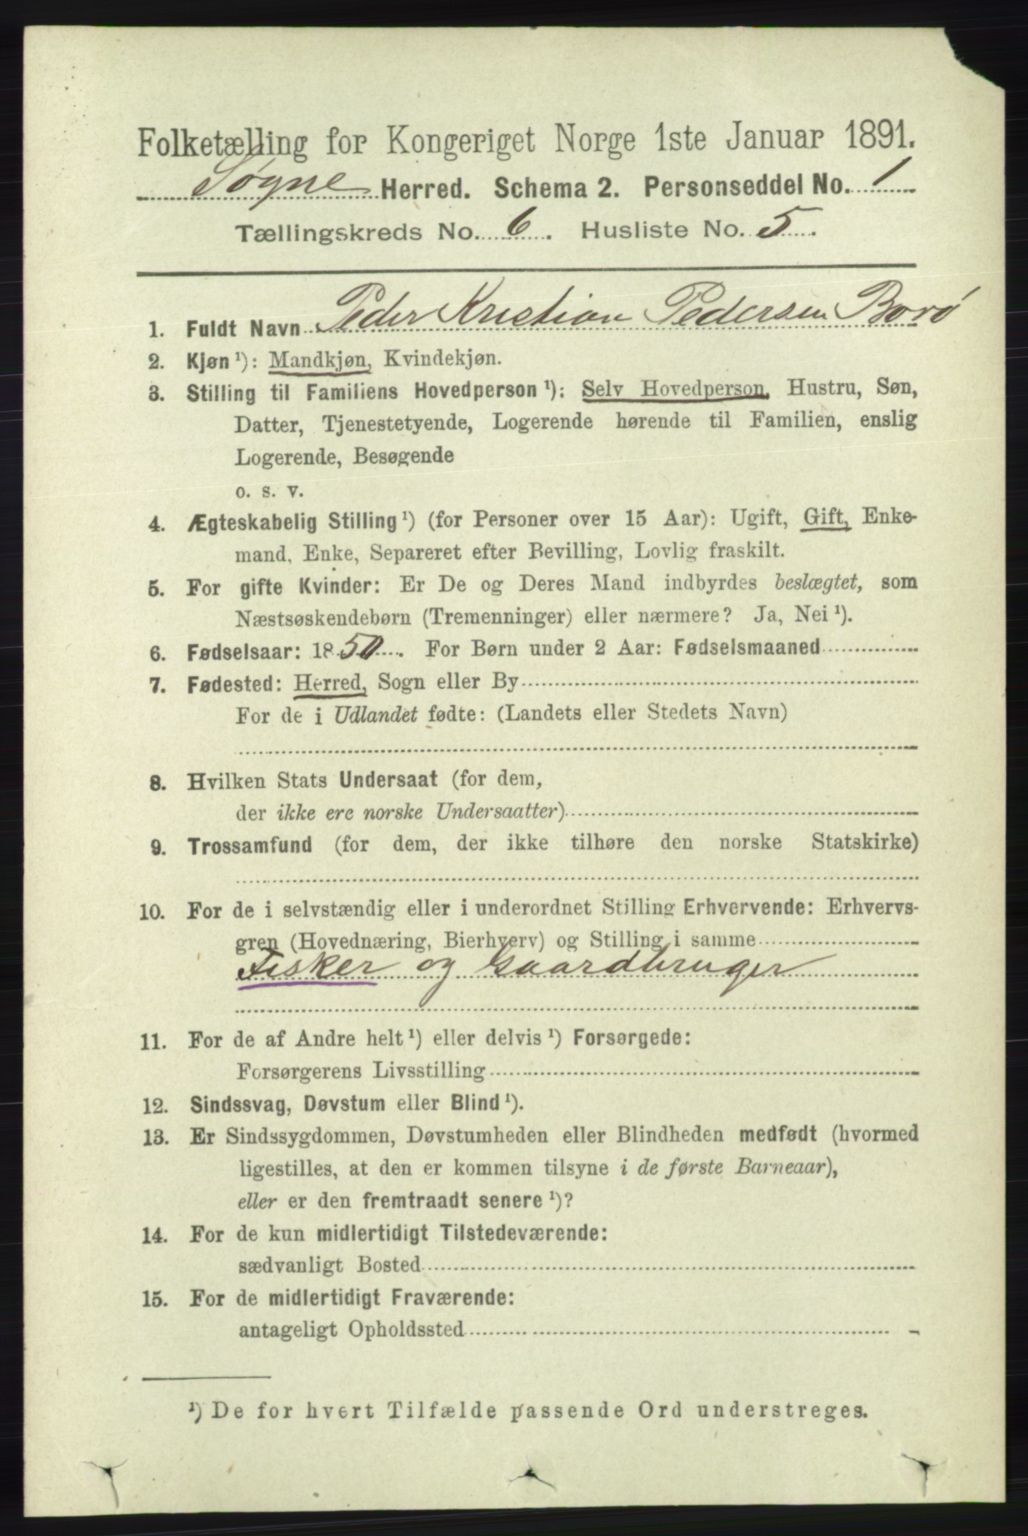 Folketælling for Kongeriget Norge 1ste Januar 1891.
Søgne Herred. Schema 2. Personseddel No. 1
Tællingskreds No. 6. Husliste No. 5.
1. Fuldt Navn Peder Kristian Pedersen Borø
2. Kjøn ¹): Mandkjøn, Kvindekjøn.
3. Stilling til Familiens Hovedperson ¹): Selv Hovedperson, Hustru, Søn,
Datter, Tjenestetyende, Logerende hørende til Familien, enslig
Logerende, Besøgende
o. s. v.
4. Ægteskabelig Stilling ¹) (for Personer over 15 Aar): Ugift, Gift, Enke-
mand, Enke, Separeret efter Bevilling, Lovlig fraskilt.
5. For gifte Kvinder: Er De og Deres Mand indbyrdes beslægtet, som
Næstsøskendebørn (Tremenninger) eller nærmere? Ja, Nei ¹).
6. Fødselsaar: 1850. For Børn under 2 Aar: Fødselsmaaned
7. Fødested: Herred, Sogn eller By
For de i Udlandet fødte: (Landets eller Stedets Navn)
8. Hvilken Stats Undersaat (for dem,
der ikke ere norske Undersaatter)
9. Trossamfund (for dem, der ikke tilhøre den norske Statskirke)
10. For de i selvstændig eller i underordnet Stilling Erhvervende: Erhvervs-
gren (Hovednæring, Bierhverv) og Stilling i samme
Fisker og Gaardbruger
11. For de af Andre helt ¹) eller delvis ¹) Forsørgede:
Forsørgerens Livsstilling
12. Sindssvag, Døvstum eller Blind ¹).
13. Er Sindssygdommen, Døvstumheden eller Blindheden medfødt (hvormed
ligestilles, at den er kommen tilsyne i de første Barneaar),
eller er den fremtraadt senere ¹)?
14. For de kun midlertidigt Tilstedeværende:
sædvanligt Bosted
15. For de midlertidigt Fraværende:
antageligt Opholdssted
¹) De for hvert Tilfælde passende Ord understreges.